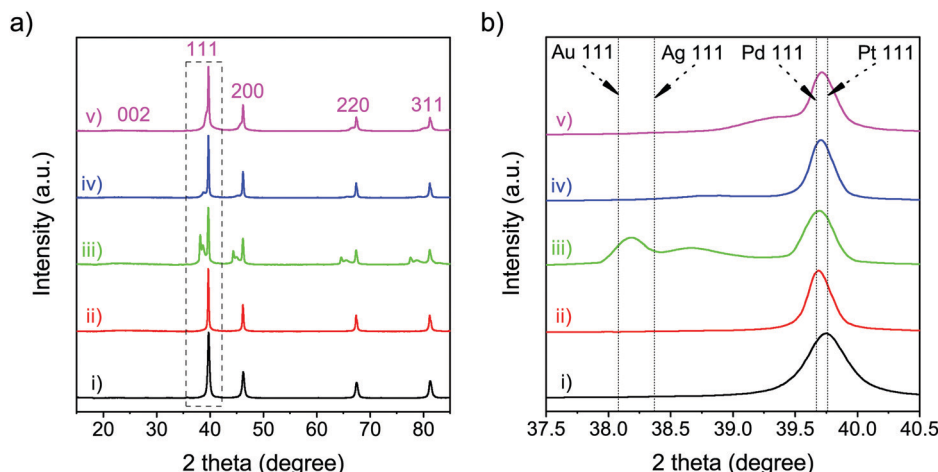 a)
111
002
200
220
311
v)
iv)
iii)
ii)
i)
Intensity (a.u.)
20 30 40 50 60 70 80
2 theta (degree)
b)
Au 111 Ag 111 Pd 111 Pt 111
v)
iv)
iii)
ii)
i)
Intensity (a.u.)
37.5 38.0 38.5 39.0 39.5 40.0 40.5
2 theta (degree)